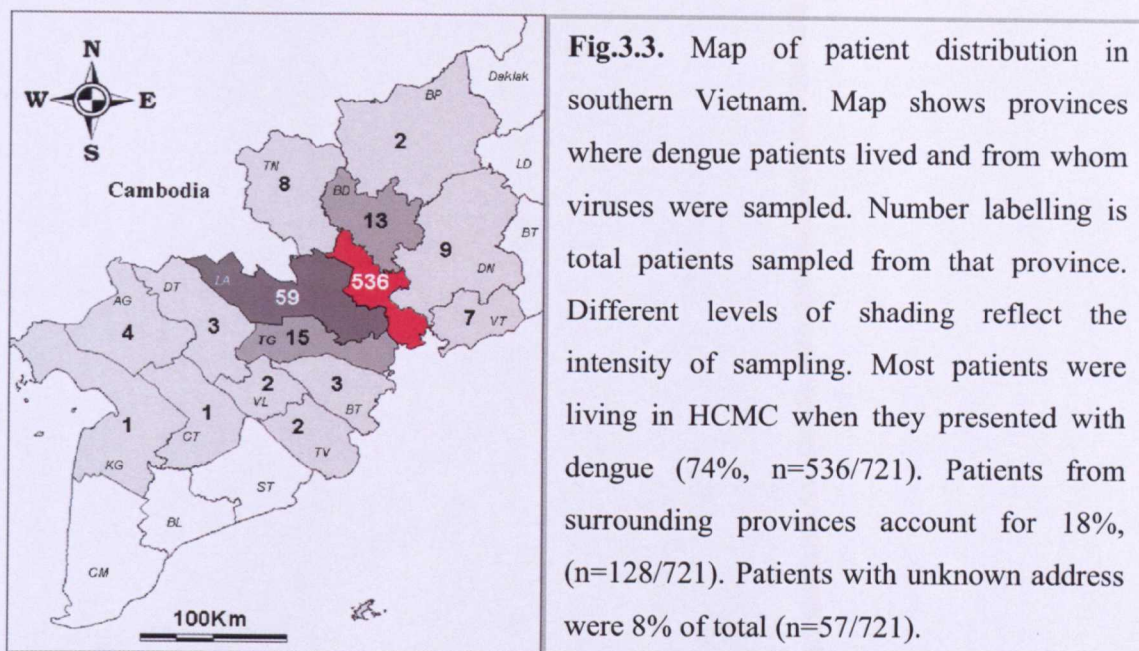 N
W E
S
Cambodia
Daklak
BP
2
LD
TN
8
BD
13
BT
9
DN
536
LA
59
7 VT
AG
DT
4
3
TG 15
2
VL
3
BT
1
1
CT
2
TV
KG
ST
BL
CM
100Km
Fig.3.3. Map of patient distribution in
southern Vietnam. Map shows provinces
where dengue patients lived and from whom
viruses were sampled. Number labelling is
total patients sampled from that province.
Different levels of shading reflect the
intensity of sampling. Most patients were
living in HCMC when they presented with
dengue (74%, n=536/721). Patients from
surrounding provinces account for 18%,
(n=128/721). Patients with unknown address
were 8% of total (n=57/721).